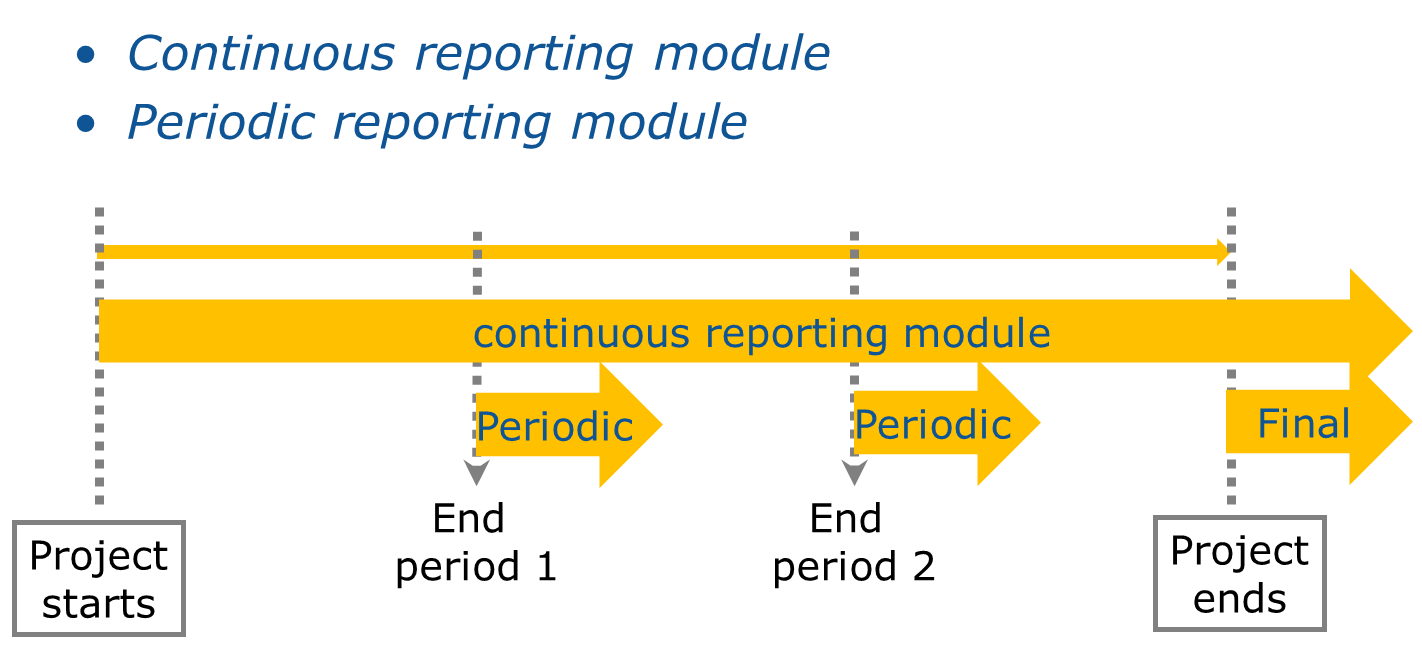 • Continuous reporting module
• Periodic reporting module
continuous reporting module
Periodic
Periodic
Final
End
period 1
End
period 2
Project
starts
Project
ends